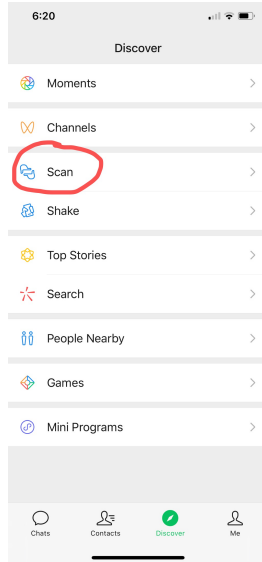 6:20
Discover
Moments
Channels
Scan
Shake
Top Stories
Search
People Nearby
Games
Mini Programs
Chats Contacts Discover Me